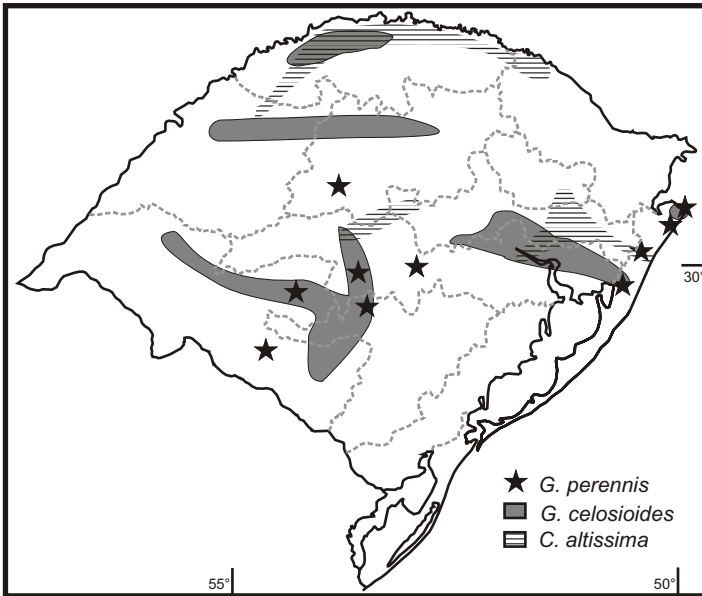 30°
G. perennis
G. celosioides
C. altissima
55°
50°